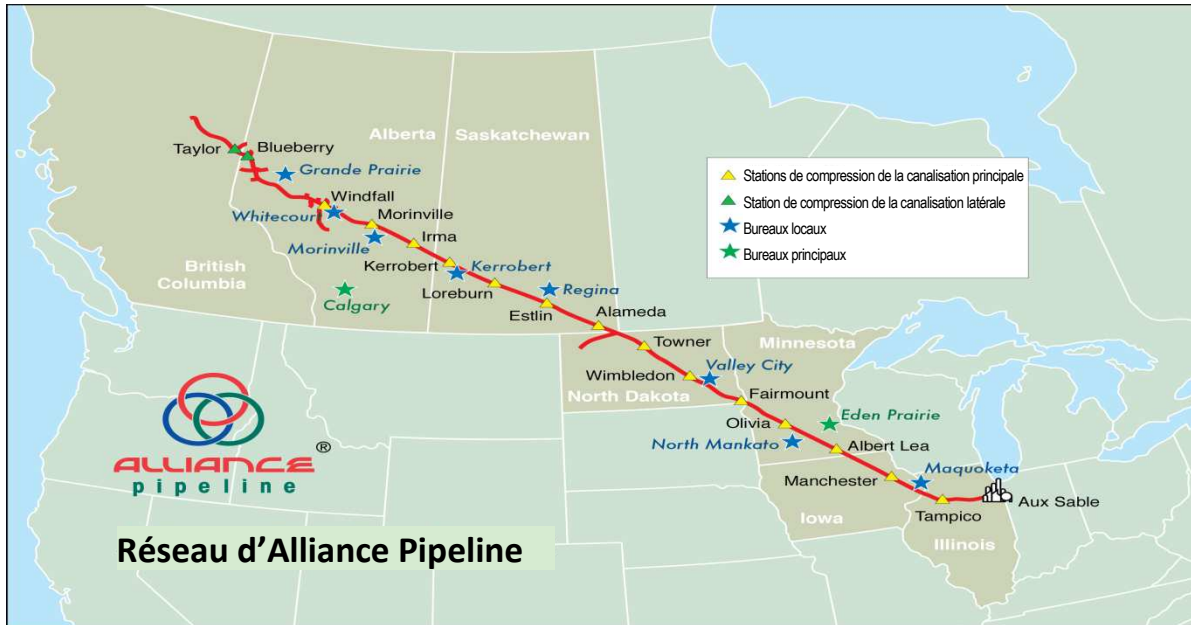 Alberta
Saskatchewan
Taylor
Blueberry
Grande Prairie
Windfall
Whitecourt
Morinville
Morinville
Irma
British
Columbia
Kerrobert
Kerrobert
Calgary
Loreburn
Regina
Estlin
Alameda
Stations de compression de la canalisation principale
Station de compression de la canalisation latérale
Bureaux locaux
Bureaux principaux
Towner
Minnesota
Wimbledon
Valley City
North Dakota
Fairmount
Olivia
Eden Prairie
North Mankato
Albert Lea
Manchester
Maquoketa
Aux Sable
Iowa
Tampico
Illinois
®
ALLIANCE
pipeline
Réseau d’Alliance Pipeline